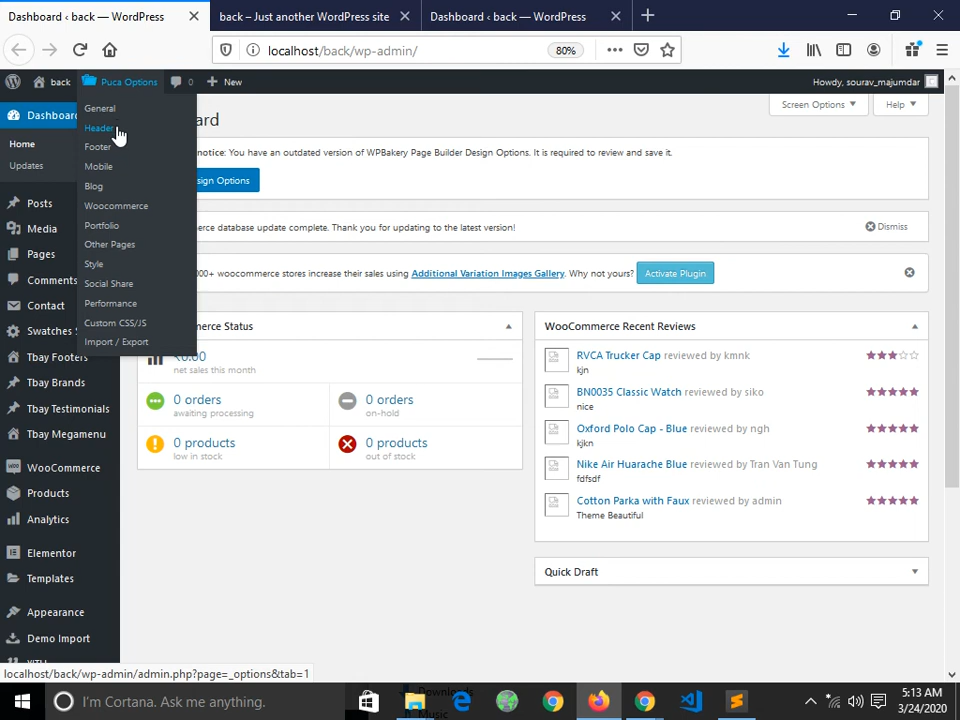 Dashboard ‹ back — WordPress
back – Just another WordPress site
Dashboard ‹ back — WordPress
localhost/back/wp-admin/
80%
back
Puca Options
0
New
Howdy, sourav_majumdar
General
Header
Footer
Mobile
Blog
Woocommerce
Portfolio
Other Pages
Style
Social Share
Performance
Custom CSS/JS
Import / Export
Dashboard
Home
Updates
Posts
Media
Pages
Comments
Contact
Swatches S
Tbay Footers
Tbay Brands
Tbay Testimonials
Tbay Megamenu
WooCommerce
Products
Analytics
Elementor
Templates
Appearance
Demo Import
ard
Screen Options
Help
notice: You have an outdated version of WPBakery Page Builder Design Options. It is required to review and save it.
sign Options
erce database update complete. Thank you for updating to the latest version!
Dismiss
000+ woocommerce stores increase their sales using Additional Variation Images Gallery. Why not yours?
Activate Plugin
merce Status
₹0.00
net sales this month
0 orders
awaiting processing
0 orders
on-hold
0 products
low in stock
0 products
out of stock
WooCommerce Recent Reviews
RVCA Trucker Cap reviewed by kmnk
kjn
BN0035 Classic Watch reviewed by siko
nice
Oxford Polo Cap - Blue reviewed by ngh
kjkn
Nike Air Huarache Blue reviewed by Tran Van Tung
fdfsdf
Cotton Parka with Faux reviewed by admin
Theme Beautiful
Quick Draft
localhost/back/wp-admin/admin.php?page=_options&tab=1
I'm Cortana. Ask me anything.
Downloads
Music
5:13 AM
3/24/2020